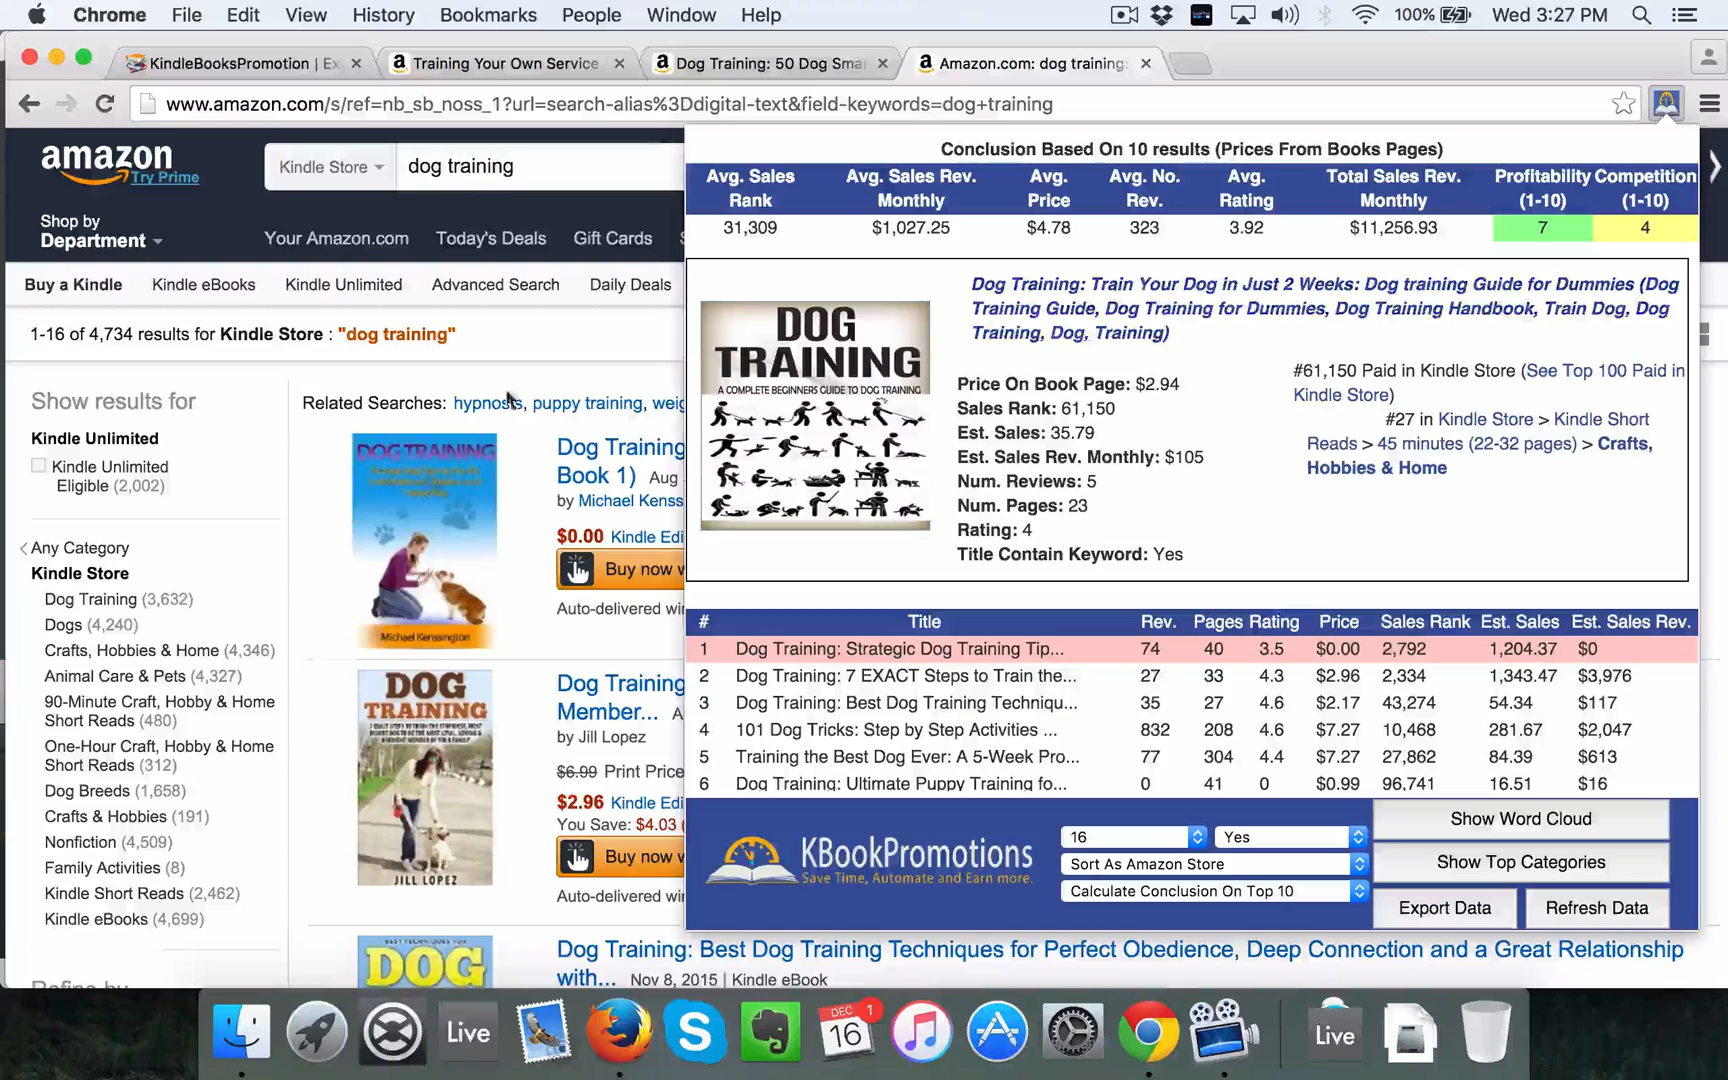 Chrome File Edit View History Bookmarks People Window Help 100% Wed 3:27 PM
KindleBooksPromotion | Ex
Training Your Own Service
Dog Training: 50 Dog Smar
Amazon.com: dog training:
www.amazon.com/s/ref=nb_sb_noss_1?url=search-alias%3Ddigital-text&field-keywords=dog+training
amazon
Try Prime
Kindle Store
dog training
Shop by
Department
Your Amazon.com Today's Deals Gift Cards
Buy a Kindle Kindle eBooks Kindle Unlimited Advanced Search Daily Deals
1-16 of 4,734 results for Kindle Store : "dog training"
Show results for
Kindle Unlimited
Kindle Unlimited
Eligible (2,002)
Any Category
Kindle Store
Dog Training (3,632)
Dogs (4,240)
Crafts, Hobbies & Home (4,346)
Animal Care & Pets (4,327)
90-Minute Craft, Hobby & Home
Short Reads (480)
One-Hour Craft, Hobby & Home
Short Reads (312)
Dog Breeds (1,658)
Crafts & Hobbies (191)
Nonfiction (4,509)
Family Activities (8)
Kindle Short Reads (2,462)
Kindle eBooks (4,699)
Refine by
Related Searches: hypnosis, puppy training, weig
DOG TRAINING
Michael Kenssington
Dog Training
Book 1) Aug
by Michael Kenss
$0.00 Kindle Edi
Buy now w
Auto-delivered wi
DOG
TRAINING
JILL LOPEZ
Dog Training
Member... A
by Jill Lopez
$6.99 Print Price
$2.96 Kindle Edi
You Save: $4.03 (
Buy now w
Auto-delivered wi
DOG
Dog Training: Best Dog Training Techniques for Perfect Obedience, Deep Connection and a Great Relationship
with... Nov 8, 2015 | Kindle eBook
Conclusion Based On 10 results (Prices From Books Pages)
Avg. Sales Rank Avg. Sales Rev. Monthly Avg. Price Avg. No. Rev. Avg. Rating Total Sales Rev. Monthly Profitability (1-10) Competition (1-10)
31,309 $1,027.25 $4.78 323 3.92 $11,256.93 7 4
DOG
TRAINING
A COMPLETE BEGINNERS GUIDE TO DOG TRAINING
Dog Training: Train Your Dog in Just 2 Weeks: Dog training Guide for Dummies (Dog
Training Guide, Dog Training for Dummies, Dog Training Handbook, Train Dog, Dog
Training, Dog, Training)
Price On Book Page: $2.94
Sales Rank: 61,150
Est. Sales: 35.79
Est. Sales Rev. Monthly: $105
Num. Reviews: 5
Num. Pages: 23
Rating: 4
Title Contain Keyword: Yes
#61,150 Paid in Kindle Store (See Top 100 Paid in
Kindle Store)
#27 in Kindle Store > Kindle Short
Reads > 45 minutes (22-32 pages) > Crafts,
Hobbies & Home
# Title Rev. Pages Rating Price Sales Rank Est. Sales Est. Sales Rev.
1 Dog Training: Strategic Dog Training Tip... 74 40 3.5 $0.00 2,792 1,204.37 $0
2 Dog Training: 7 EXACT Steps to Train the... 27 33 4.3 $2.96 2,334 1,343.47 $3,976
3 Dog Training: Best Dog Training Techniqu... 35 27 4.6 $2.17 43,274 54.34 $117
4 101 Dog Tricks: Step by Step Activities ... 832 208 4.6 $7.27 10,468 281.67 $2,047
5 Training the Best Dog Ever: A 5-Week Pro... 77 304 4.4 $7.27 27,862 84.39 $613
6 Dog Training: Ultimate Puppy Training fo... 0 41 0 $0.99 96,741 16.51 $16
KBookPromotions
Save Time, Automate and Earn more.
16 Yes
Sort As Amazon Store
Calculate Conclusion On Top 10
Show Word Cloud
Show Top Categories
Export Data Refresh Data
Live
DEC
16
1
Live